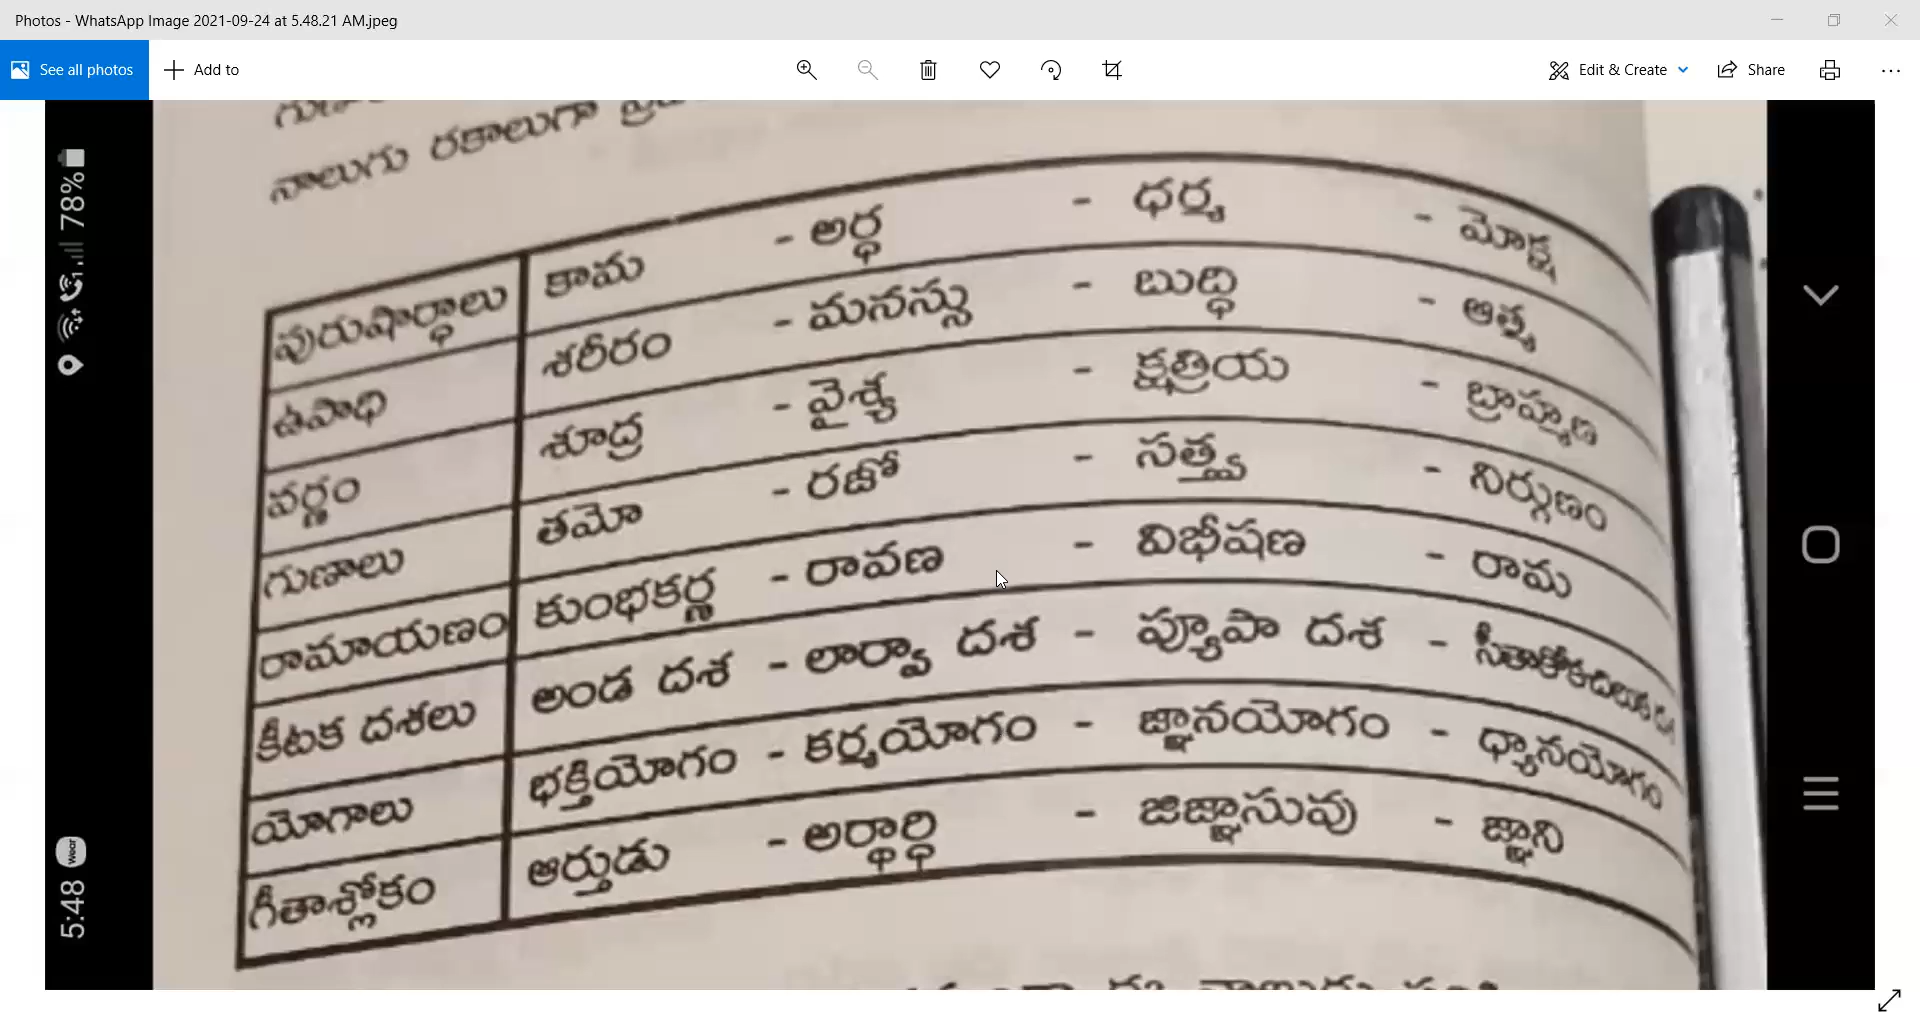 Photos - WhatsApp Image 2021-09-24 at 5.48.21 AM.jpeg
See all photos Add to Edit & Create Share
78%
5:48 wear
నాలుగు రకాలుగా
పురుషార్థాలు కామ - అర్ధ - ధర్మ - మోక్ష
ఉపాధి శరీరం - మనస్సు - బుద్ధి - ఆత్మ
వర్ణం శూద్ర - వైశ్య - క్షత్రియ - బ్రాహ్మణ
గుణాలు తమో - రజో - సత్త్వ - నిర్గుణం
రామాయణం కుంభకర్ణ - రావణ - విభీషణ - రామ
కీటక దశలు అండ దశ - లార్వా దశ - ప్యూపా దశ - సీతాకోకచిలుక
యోగాలు భక్తియోగం - కర్మయోగం - జ్ఞానయోగం - ధ్యానయోగం
గీతాశ్లోకం ఆర్తుడు - అర్థార్థి - జిజ్ఞాసువు - జ్ఞాని